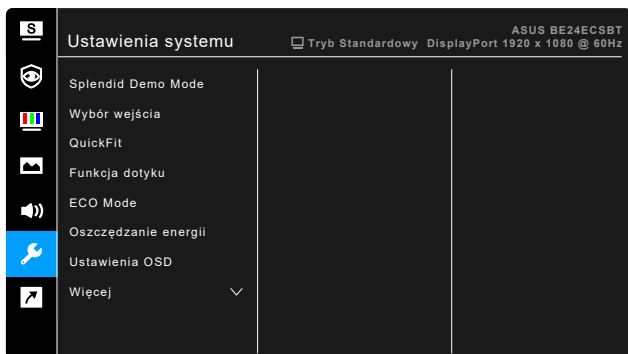 S
ASUS BE24ECSBT
Ustawienia systemu
Tryb Standardowy DisplayPort 1920 x 1080 @ 60Hz
Splendid Demo Mode
Wybór wejścia
QuickFit
Funkcja dotyku
ECO Mode
Oszczędzanie energii
Ustawienia OSD
Więcej